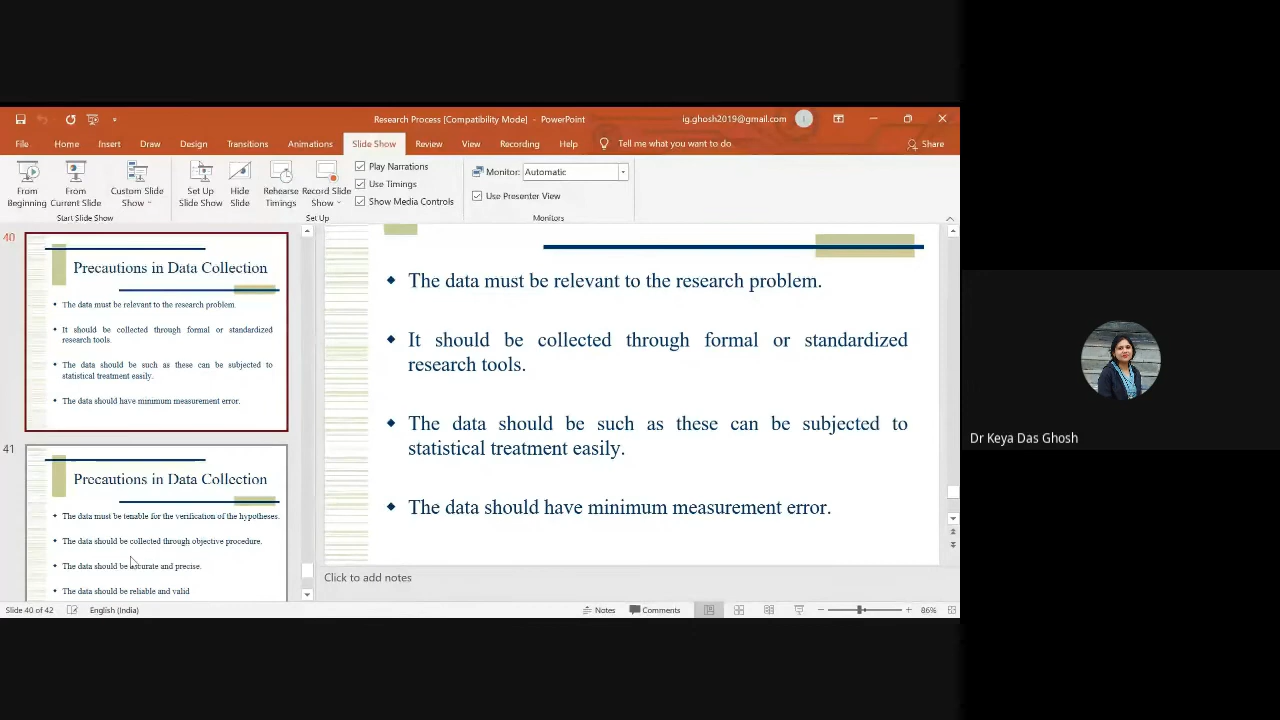 Research Process [Compatibility Mode] - PowerPoint
ig.ghosh2019@gmail.com
I
File Home Insert Draw Design Transitions Animations Slide Show Review View Recording Help Tell me what you want to do Share
From Beginning
From Current Slide
Custom Slide Show
Start Slide Show
Set Up Slide Show
Hide Slide
Rehearse Timings
Record Slide Show
Play Narrations
Use Timings
Show Media Controls
Set Up
Monitor: Automatic
Use Presenter View
Monitors
40
Precautions in Data Collection
The data must be relevant to the research problem.
It should be collected through formal or standardized
research tools.
The data should be such as these can be subjected to
statistical treatment easily.
The data should have minimum measurement error.
41
Precautions in Data Collection
The data must be tenable for the verification of the hypotheses.
The data should be collected through objective procedure.
The data should be accurate and precise.
The data should be reliable and valid
The data must be relevant to the research problem.
It should be collected through formal or standardized
research tools.
The data should be such as these can be subjected to
statistical treatment easily.
The data should have minimum measurement error.
Click to add notes
Slide 40 of 42 English (India) Notes Comments 86%
Dr Keya Das Ghosh